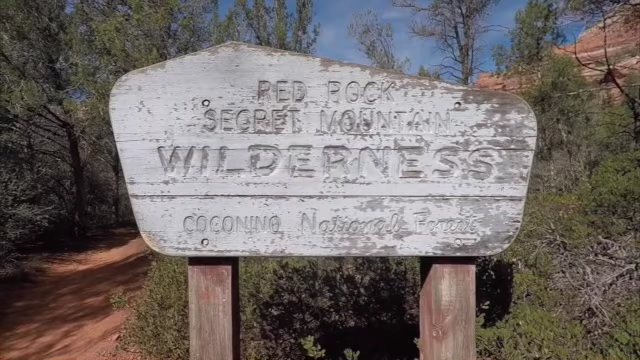 RED ROCK
SECRET MOUNTAIN
WILDERNESS
COCONINO National Forest